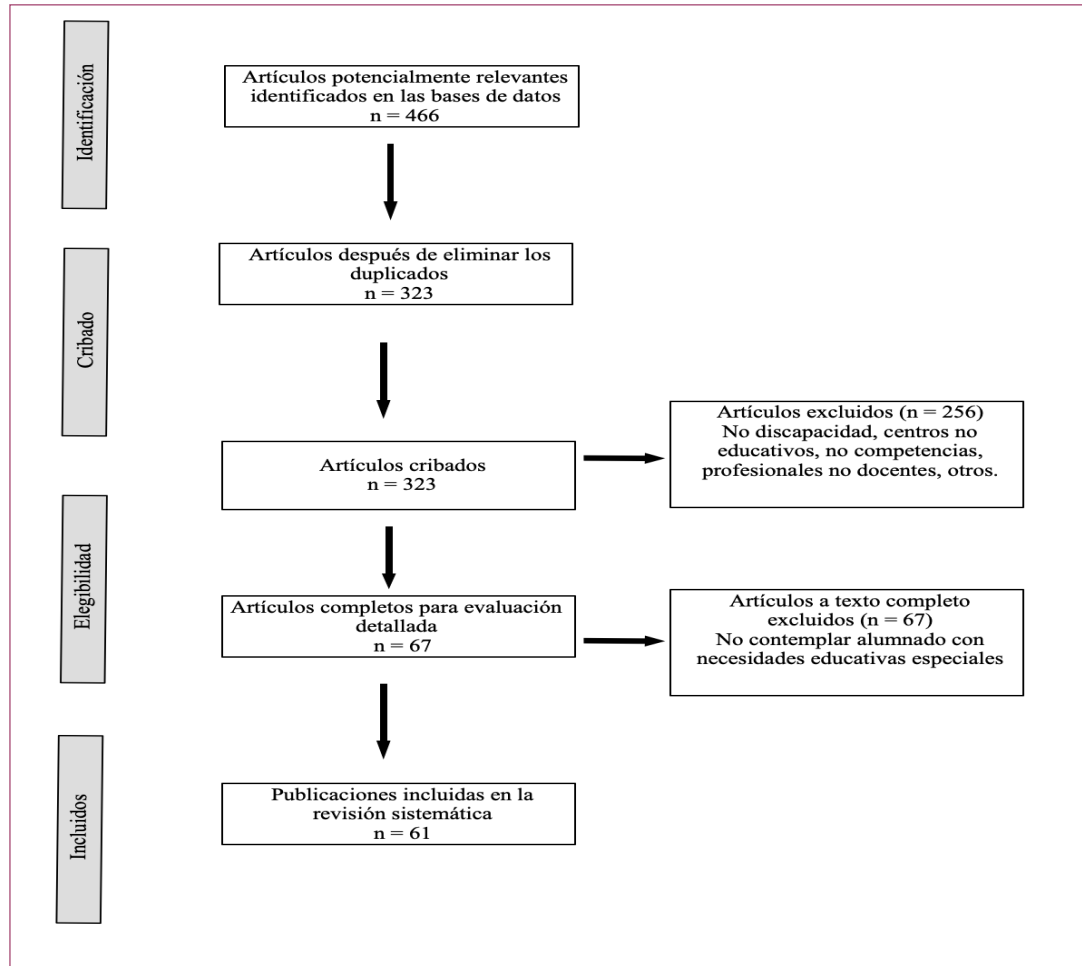 Identificación
Artículos potencialmente relevantes
identificados en las bases de datos
n = 466
Cribado
Artículos después de eliminar los
duplicados
n = 323
Artículos cribados
n = 323
Artículos excluidos (n = 256)
No discapacidad, centros no
educativos, no competencias,
profesionales no docentes, otros.
Elegibilidad
Artículos completos para evaluación
detallada
n = 67
Artículos a texto completo
excluidos (n = 67)
No contemplar alumnado con
necesidades educativas especiales
Incluidos
Publicaciones incluidas en la
revisión sistemática
n = 61